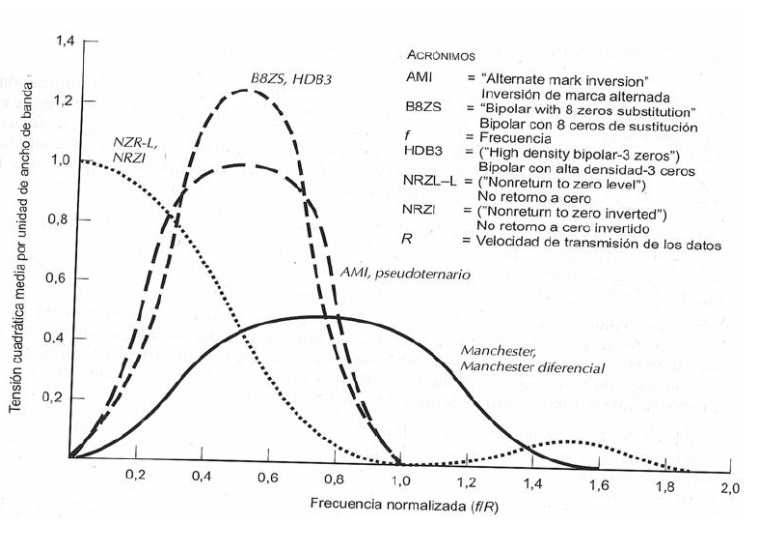 Tensión cuadrática media por unidad de ancho de banda
1,4
1,2
1,0
0,8
0,6
0,4
0,2
B8ZS, HDB3
NZR-L,
NRZI
AMI, pseudoternario
Manchester,
Manchester diferencial
ACRÓNIMOS
AMI = "Alternate mark inversion"
Inversión de marca alternada
B8ZS = "Bipolar with 8 zeros substitution"
Bipolar con 8 ceros de sustitución
f = Frecuencia
HDB3 = ("High density bipolar-3 zeros")
Bipolar con alta densidad-3 ceros
NRZL–L = ("Nonreturn to zero level")
No retorno a cero
NRZI = ("Nonreturn to zero inverted")
No retorno a cero invertido
R = Velocidad de transmisión de los datos
0,2 0,4 0,6 0,8 1,0 1,2 1,4 1,6 1,8 2,0
Frecuencia normalizada (f/R)